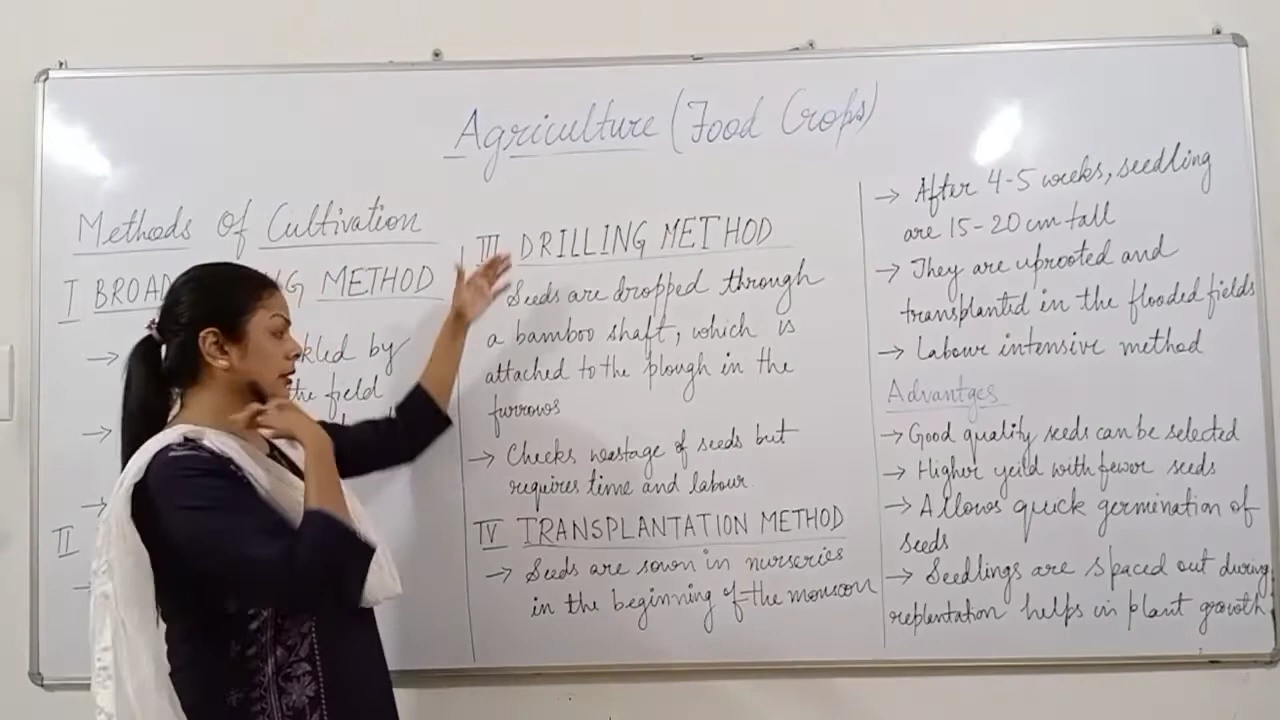 Agriculture (Food Crops)
Methods of Cultivation
I BROAD NG METHOD
→ kled by
the field
→
→
II
III DRILLING METHOD
Seeds are dropped through
a bamboo shaft, which is
attached to the plough in the
furrows
→ Checks wastage of seeds but
requires time and labour.
IV TRANSPLANTATION METHOD
→ Seeds are sown in nurseries
in the beginning of the monsoon
→ After 4-5 weeks, seedling
are 15-20 cm tall
→ They are uprooted and
transplanted in the flooded fields
→ Labour intensive method
Advantges
→ Good quality seeds can be selected
→ Higher yeild with fewer seeds
→ Allows quick germination of
seeds
→ Seedlings are spaced out during
replentation helps in plant growth